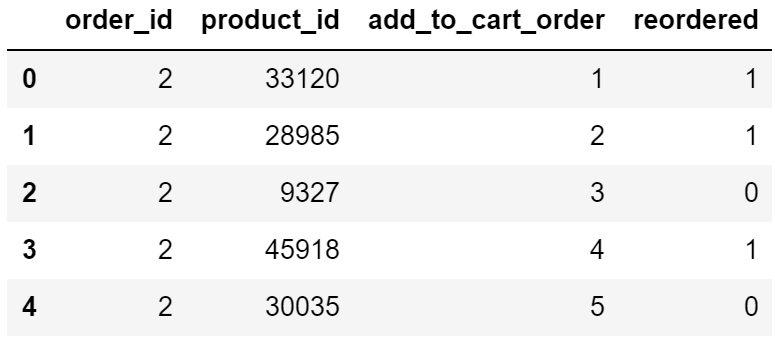 order_id product_id add_to_cart_order reordered
0 2 33120 1 1
1 2 28985 2 1
2 2 9327 3 0
3 2 45918 4 1
4 2 30035 5 0